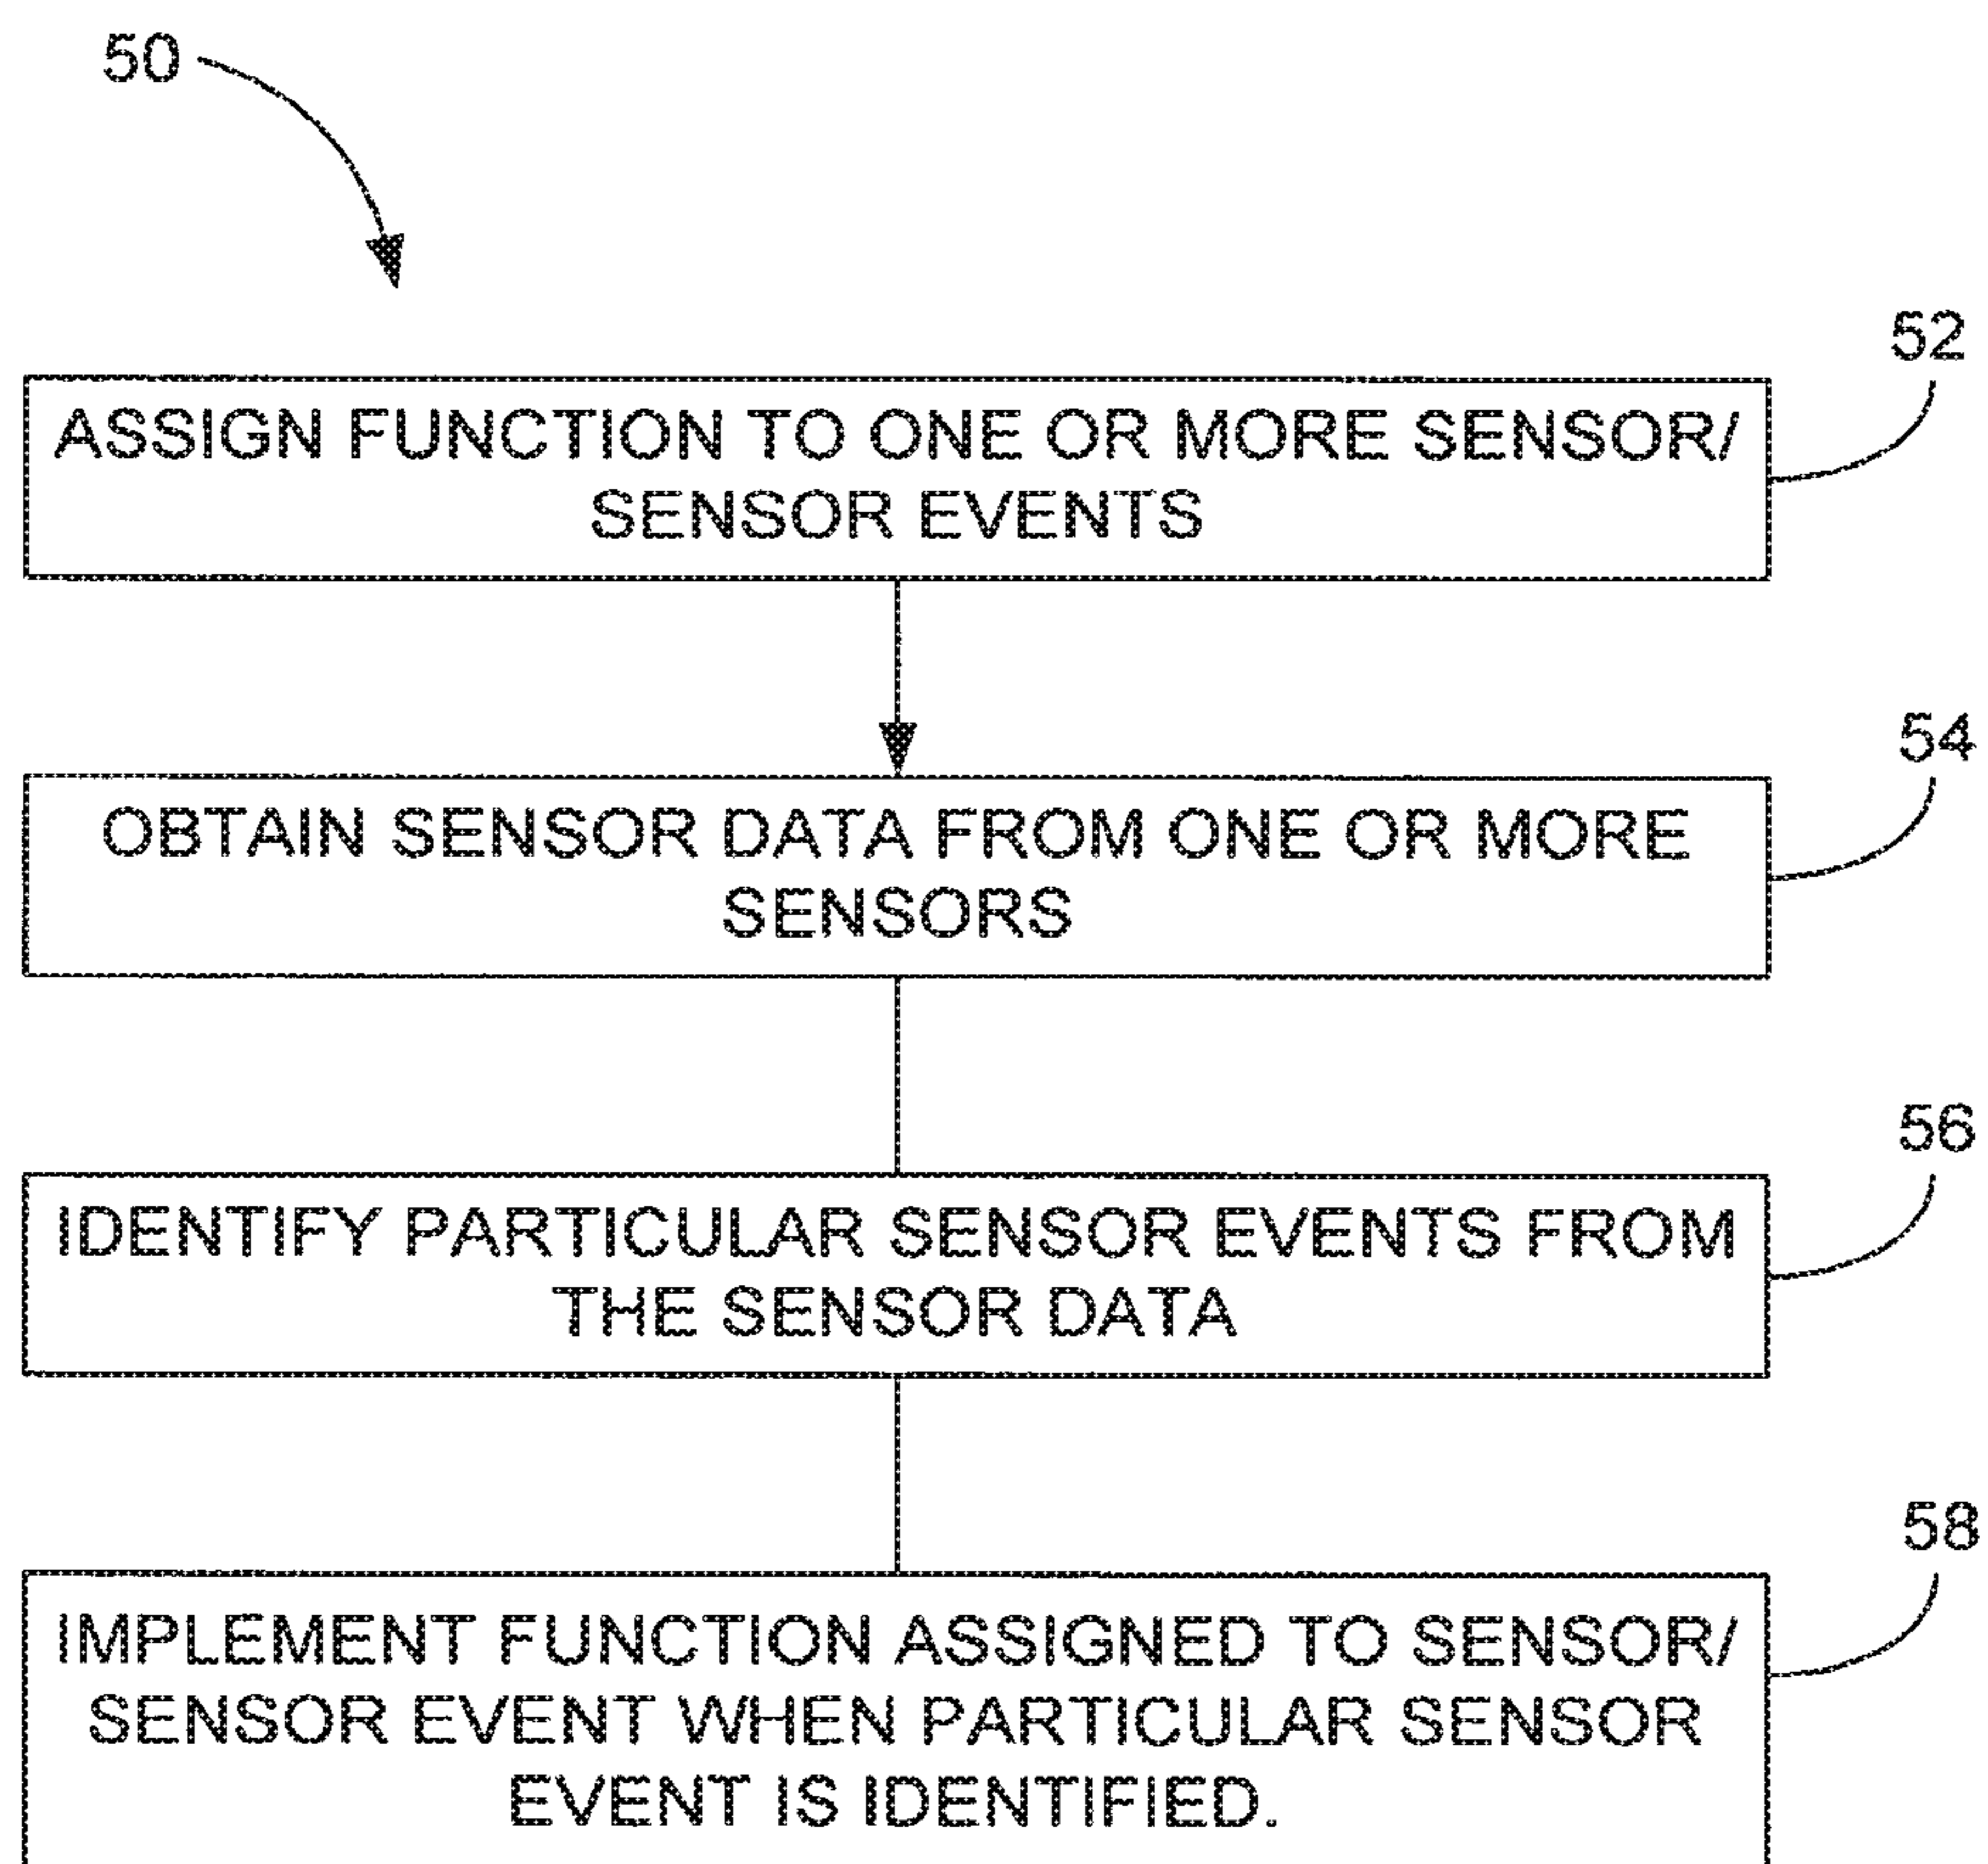 50
52
ASSIGN FUNCTION TO ONE OR MORE SENSOR/
SENSOR EVENTS
54
OBTAIN SENSOR DATA FROM ONE OR MORE
SENSORS
56
IDENTIFY PARTICULAR SENSOR EVENTS FROM
THE SENSOR DATA
58
IMPLEMENT FUNCTION ASSIGNED TO SENSOR/
SENSOR EVENT WHEN PARTICULAR SENSOR
EVENT IS IDENTIFIED.